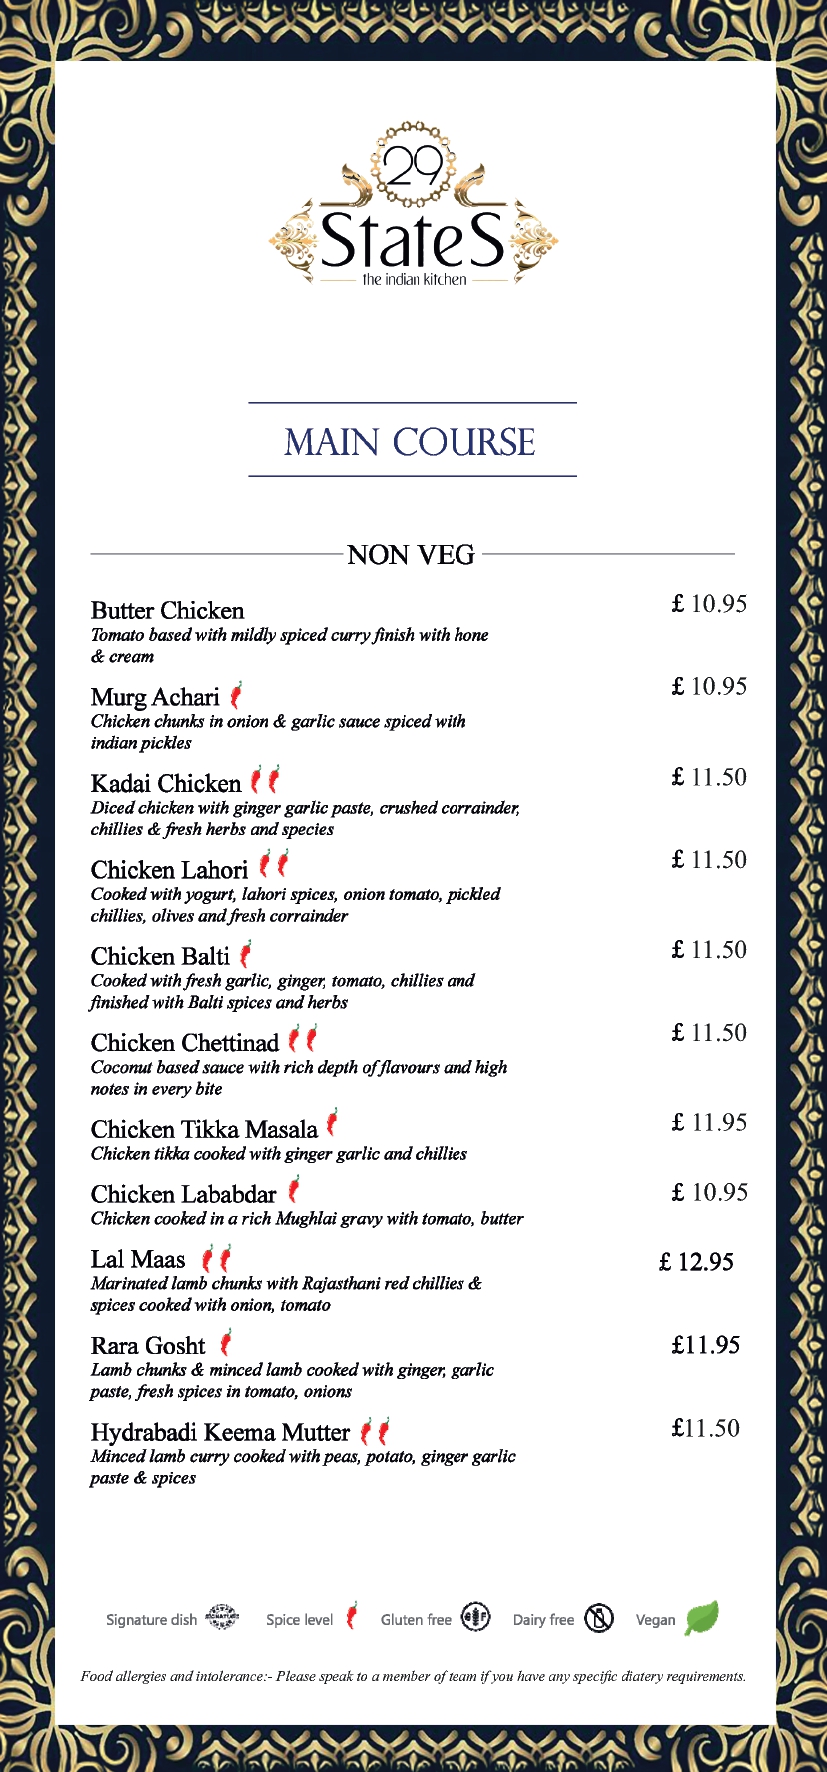 29
StateS
the indian kitchen
MAIN COURSE
NON VEG
Butter Chicken £ 10.95
Tomato based with mildly spiced curry finish with hone
& cream
Murg Achari £ 10.95
Chicken chunks in onion & garlic sauce spiced with
indian pickles
Kadai Chicken £ 11.50
Diced chicken with ginger garlic paste, crushed corrainder,
chillies & fresh herbs and species
Chicken Lahori £ 11.50
Cooked with yogurt, lahori spices, onion tomato, pickled
chillies, olives and fresh corrainder
Chicken Balti £ 11.50
Cooked with fresh garlic, ginger, tomato, chillies and
finished with Balti spices and herbs
Chicken Chettinad £ 11.50
Coconut based sauce with rich depth of flavours and high
notes in every bite
Chicken Tikka Masala £ 11.95
Chicken tikka cooked with ginger garlic and chillies
Chicken Lababdar £ 10.95
Chicken cooked in a rich Mughlai gravy with tomato, butter
Lal Maas £ 12.95
Marinated lamb chunks with Rajasthani red chillies &
spices cooked with onion, tomato
Rara Gosht £11.95
Lamb chunks & minced lamb cooked with ginger, garlic
paste, fresh spices in tomato, onions
Hydrabadi Keema Mutter £11.50
Minced lamb curry cooked with peas, potato, ginger garlic
paste & spices
Signature dish SIGNATURE Spice level Gluten free G F Dairy free Vegan
Food allergies and intolerance:- Please speak to a member of team if you have any specific diatery requirements.